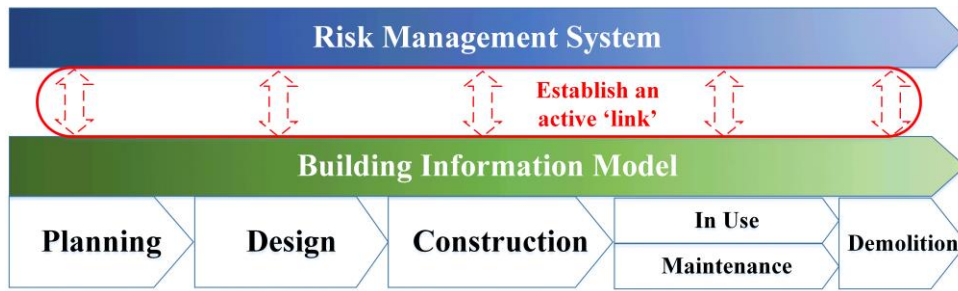 Risk Management System
Establish an
active ‘link’
Building Information Model
Planning
Design
Construction
In Use
Maintenance
Demolition